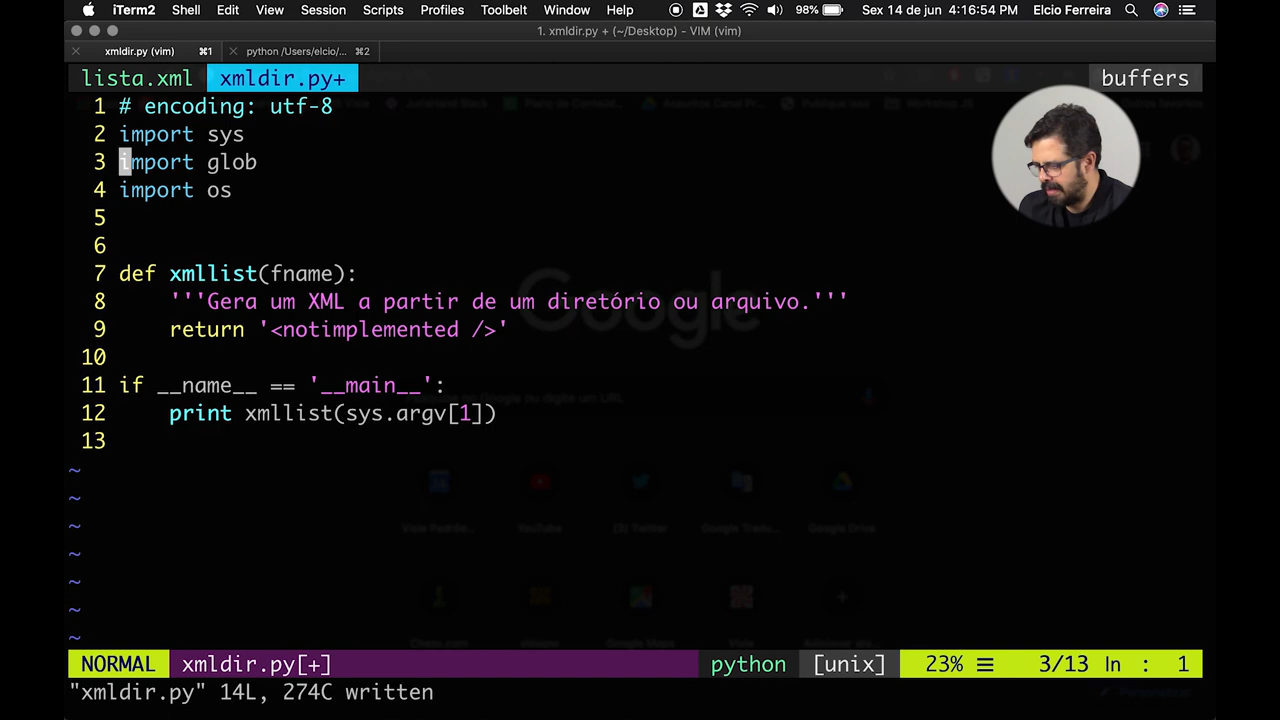 iTerm2 Shell Edit View Session Scripts Profiles Toolbelt Window Help 98% Sex 14 de jun 4:16:54 PM Elcio Ferreira
1. xmldir.py + (~/Desktop) - VIM (vim)
xmldir.py (vim) ⌘1 python /Users/elcio/... ⌘2
lista.xml xmldir.py+ buffers
1 # encoding: utf-8
2 import sys
3 import glob
4 import os
5
6
7 def xmllist(fname):
8 '''Gera um XML a partir de um diretório ou arquivo.'''
9 return '<notimplemented />'
10
11 if __name__ == '__main__':
12 print xmllist(sys.argv[1])
13
~
~
~
~
~
~
~
Google
YouTube
Google Drive
NORMAL xmldir.py[+] python [unix] 23% ☰ 3/13 ln : 1
"xmldir.py" 14L, 274C written